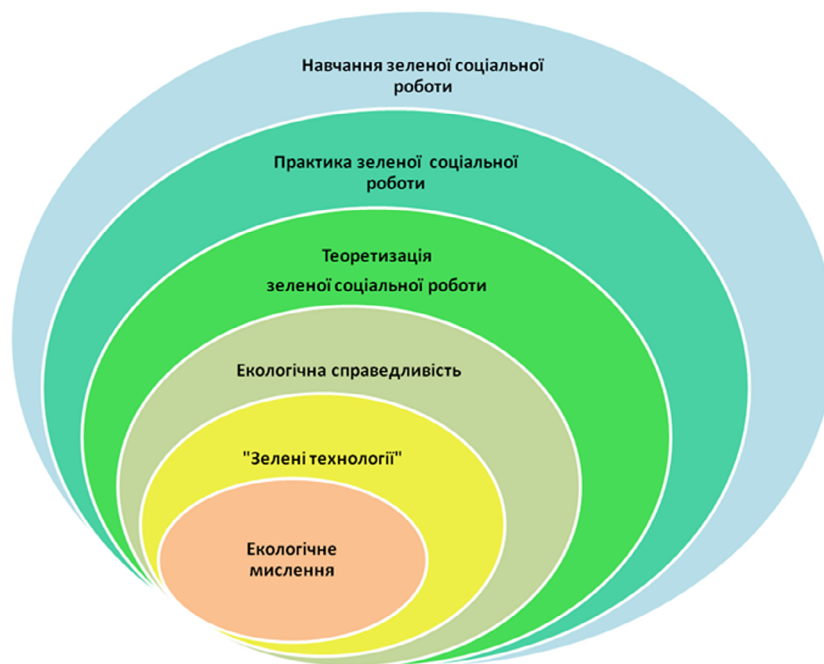 Навчання зеленої соціальної
роботи
Практика зеленої соціальної
роботи
Теоретизація
зеленої соціальної роботи
Екологічна справедливість
"Зелені технології"
Екологічне
мислення